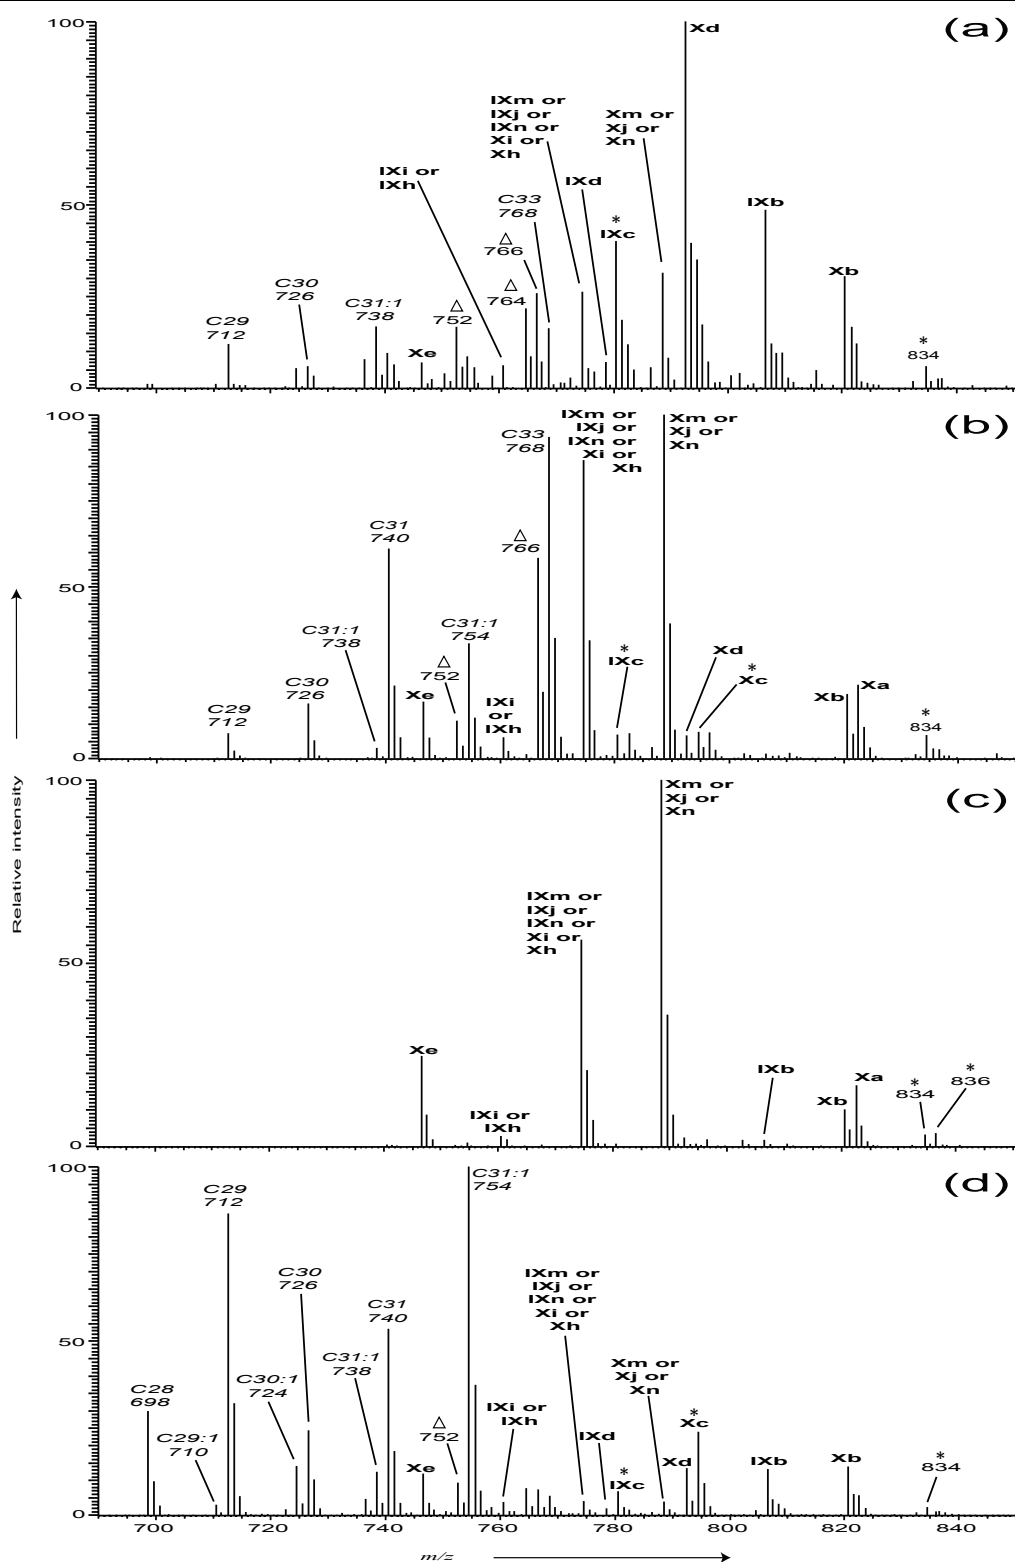 (a)
100
50
0
C29
712
C30
726
C31:1
738
Xe
△
752
IXi or
IXh
△
764
△
766
C33
768
IXm or
IXj or
IXn or
Xi or
Xh
IXd
*
IXc
Xm or
Xj or
Xn
Xd
IXb
Xb
*
834
(b)
100
50
0
C29
712
C30
726
C31:1
738
C31
740
Xe
△
752
C31:1
754
IXi
or
IXh
△
766
C33
768
IXm or
IXj or
IXn or
Xi or
Xh
*
IXc
Xm or
Xj or
Xn
Xd
*
Xc
Xb
Xa
*
834
Relative intensity
(c)
100
50
0
Xe
IXi or
IXh
IXm or
IXj or
IXn or
Xi or
Xh
Xm or
Xj or
Xn
IXb
Xb
Xa
*
834
*
836
(d)
100
50
0
C28
698
C29:1
710
C29
712
C30:1
724
C30
726
C31:1
738
C31
740
Xe
△
752
C31:1
754
IXi or
IXh
IXm or
IXj or
IXn or
Xi or
Xh
IXd
*
IXc
Xm or
Xj or
Xn
Xd
*
Xc
IXb
Xb
*
834
700 720 740 760 780 800 820 840
m/z